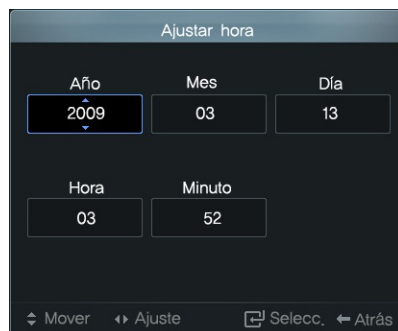 Ajustar hora
Año Mes Día
2009 03 13
Hora Minuto
03 52
Mover Ajuste Selecc. Atrás